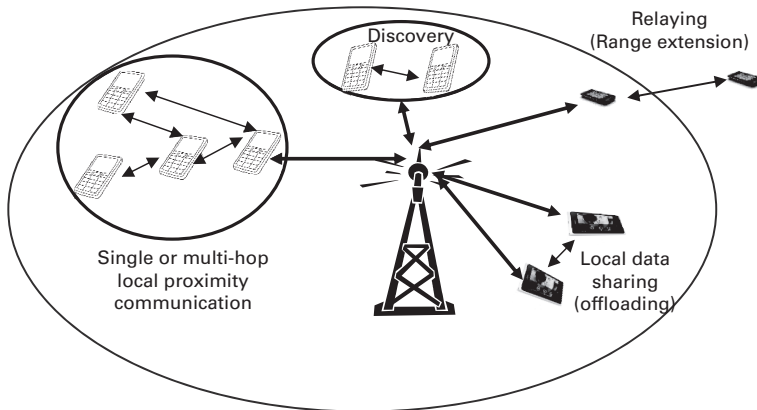 Discovery
Relaying
(Range extension)
Single or multi-hop
local proximity
communication
Local data
sharing
(offloading)